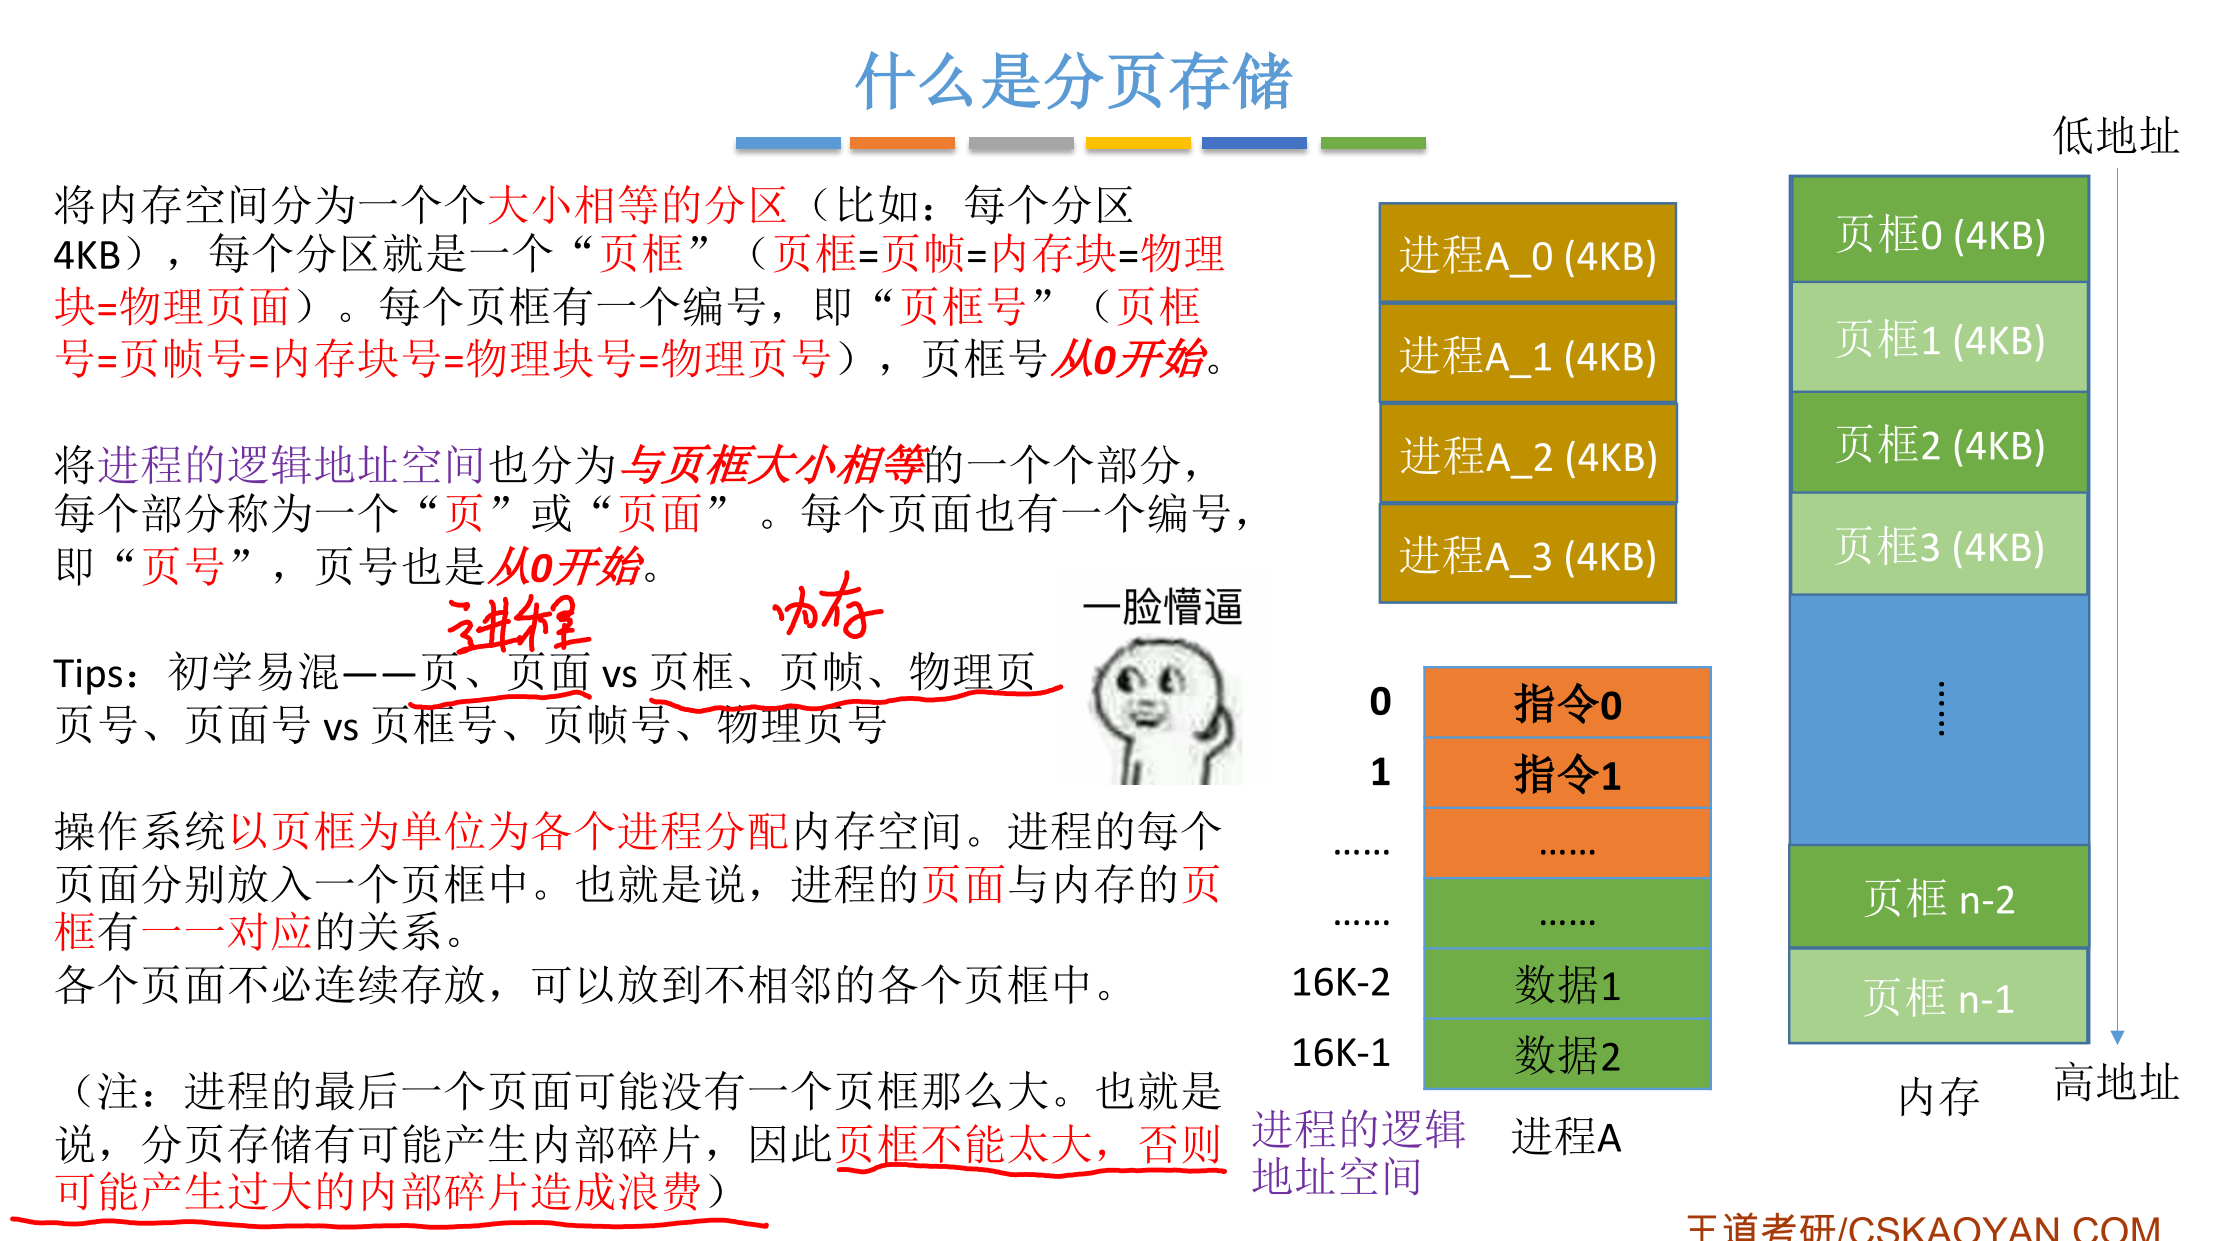 什么是分页存储
将内存空间分为一个个大小相等的分区（比如：每个分区
4KB），每个分区就是一个“页框”（页框=页帧=内存块=物理
块=物理页面）。每个页框有一个编号，即“页框号”（页框
号=页帧号=内存块号=物理块号=物理页号），页框号从0开始。
将进程的逻辑地址空间也分为与页框大小相等的一个个部分，
每个部分称为一个“页”或“页面” 。每个页面也有一个编号，
即“页号”，页号也是从0开始。
进程
内存
Tips：初学易混——页、页面 vs 页框、页帧、物理页
页号、页面号 vs 页框号、页帧号、物理页号
一脸懵逼
操作系统以页框为单位为各个进程分配内存空间。进程的每个
页面分别放入一个页框中。也就是说，进程的页面与内存的页
框有一一对应的关系。
各个页面不必连续存放，可以放到不相邻的各个页框中。
（注：进程的最后一个页面可能没有一个页框那么大。也就是
说，分页存储有可能产生内部碎片，因此页框不能太大，否则
可能产生过大的内部碎片造成浪费）
进程A_0 (4KB)
进程A_1 (4KB)
进程A_2 (4KB)
进程A_3 (4KB)
0 指令0
1 指令1
…… ……
…… ……
16K-2 数据1
16K-1 数据2
进程的逻辑
地址空间
进程A
低地址
页框0 (4KB)
页框1 (4KB)
页框2 (4KB)
页框3 (4KB)
……
页框 n-2
页框 n-1
内存
高地址
王道考研/CSKAOYAN.COM